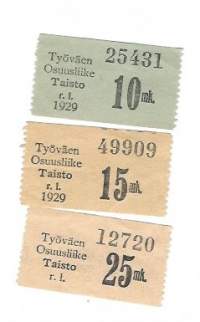 Työväen 25431
Osuusliike
Taisto 10 mk.
r. l.
1929
Työväen 49909
Osuusliike
Taisto 15 mk.
r. l.
1929
Työväen 12720
Osuusliike
Taisto 25 mk.
r. l.